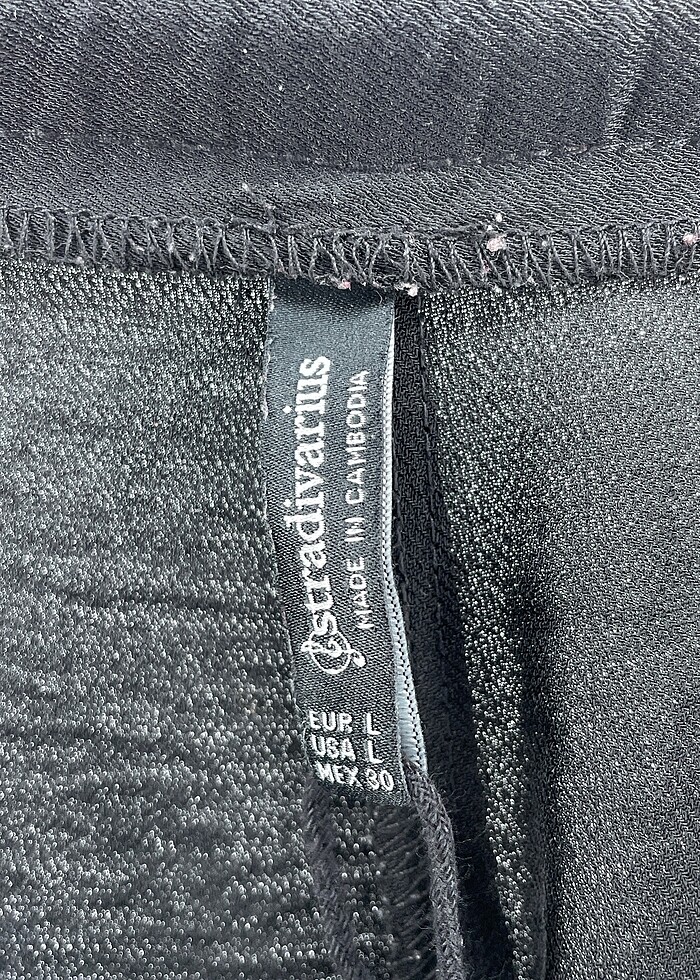 stradivarius
MADE IN CAMBODIA
EUR L
USA L
MEX 30